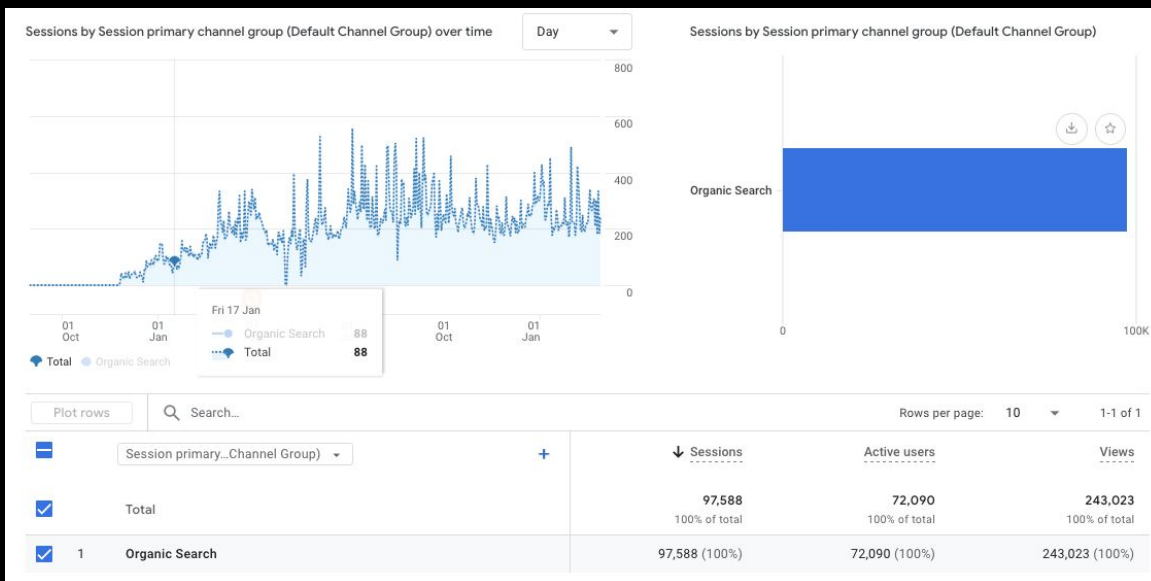 Sessions by Session primary channel group (Default Channel Group) over time
Day
800
600
400
200
0
01 Oct
01 Jan
01 Oct
01 Jan
Fri 17 Jan
Organic Search 88
Total 88
Total Organic Search
Sessions by Session primary channel group (Default Channel Group)
Organic Search
0 100K
Plot rows Search... Rows per page: 10 1-1 of 1
Session primary...Channel Group) + Sessions Active users Views
Total 97,588 72,090 243,023
100% of total 100% of total 100% of total
1 Organic Search 97,588 (100%) 72,090 (100%) 243,023 (100%)